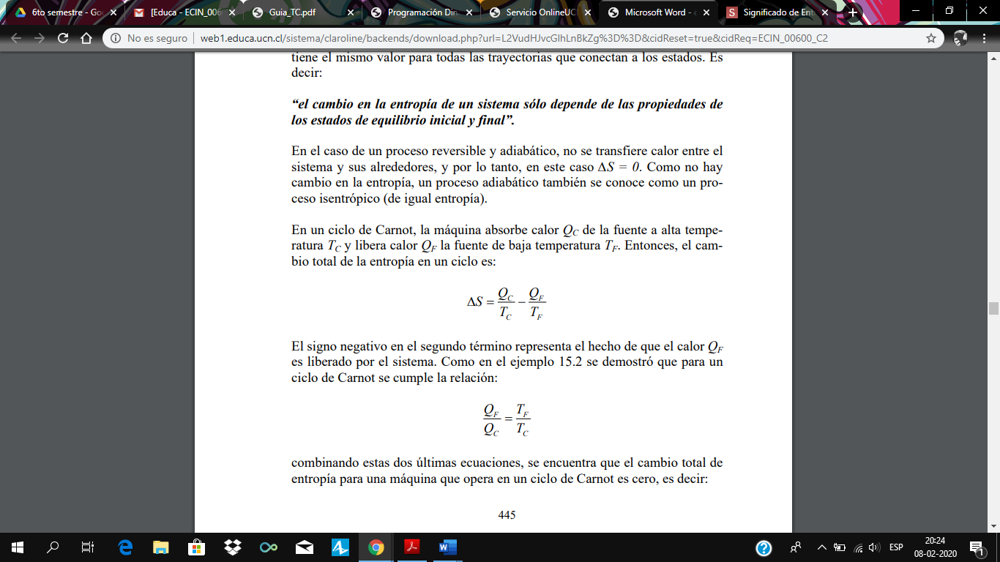 6to semestre - Go
[Educa - ECIN_006
Guia_TC.pdf
Programación Din
Servicio OnlineUC
Microsoft Word - c
Significado de Ent
No es seguro | web1.educa.ucn.cl/sistema/claroline/backends/download.php?url=L2VudHJvcGlhLnBkZg%3D%3D&cidReset=true&cidReq=ECIN_00600_C2
tiene el mismo valor para todas las trayectorias que conectan a los estados. Es
decir:
“el cambio en la entropía de un sistema sólo depende de las propiedades de
los estados de equilibrio inicial y final”.
En el caso de un proceso reversible y adiabático, no se transfiere calor entre el
sistema y sus alrededores, y por lo tanto, en este caso ΔS = 0. Como no hay
cambio en la entropía, un proceso adiabático también se conoce como un pro-
ceso isentrópico (de igual entropía).
En un ciclo de Carnot, la máquina absorbe calor Q_C de la fuente a alta tempe-
ratura T_C y libera calor Q_F la fuente de baja temperatura T_F. Entonces, el cam-
bio total de la entropía en un ciclo es:
ΔS = Q_C/T_C − Q_F/T_F
El signo negativo en el segundo término representa el hecho de que el calor Q_F
es liberado por el sistema. Como en el ejemplo 15.2 se demostró que para un
ciclo de Carnot se cumple la relación:
Q_F/Q_C = T_F/T_C
combinando estas dos últimas ecuaciones, se encuentra que el cambio total de
entropía para una máquina que opera en un ciclo de Carnot es cero, es decir:
445
ESP
20:24
08-02-2020
1